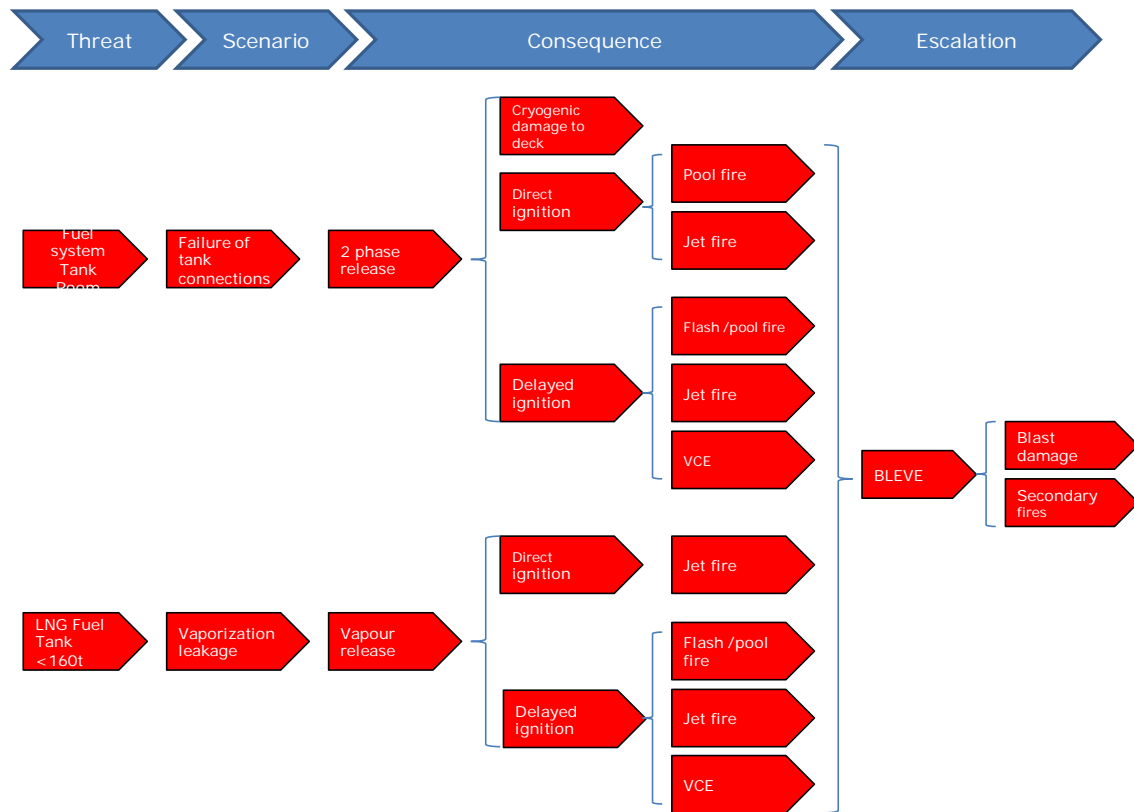 Threat
Scenario
Consequence
Escalation
Cryogenic
damage to
deck
Direct
ignition
Pool fire
Jet fire
Fuel
system
Tank
Room
Failure of
tank
connections
2 phase
release
Flash /pool fire
Delayed
ignition
Jet fire
VCE
BLEVE
Blast
damage
Secondary
fires
Direct
ignition
Jet fire
LNG Fuel
Tank
<160t
Vaporization
leakage
Vapour
release
Flash /pool
fire
Delayed
ignition
Jet fire
VCE